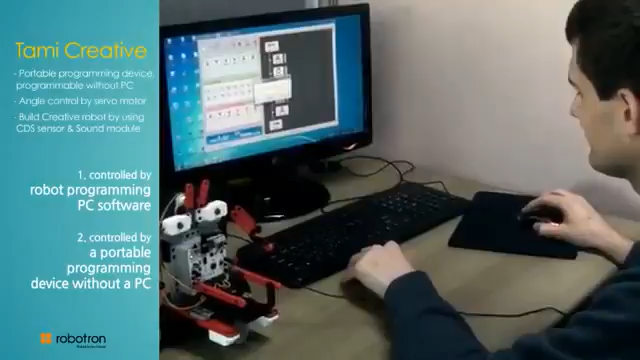 Tami Creative
- Portable programming device,
programmable without PC
- Angle control by servo motor
- Build Creative robot by using
CDS sensor & Sound module
1, controlled by
robot programming
PC software
2, controlled by
a portable
programming
device without a PC
robotron